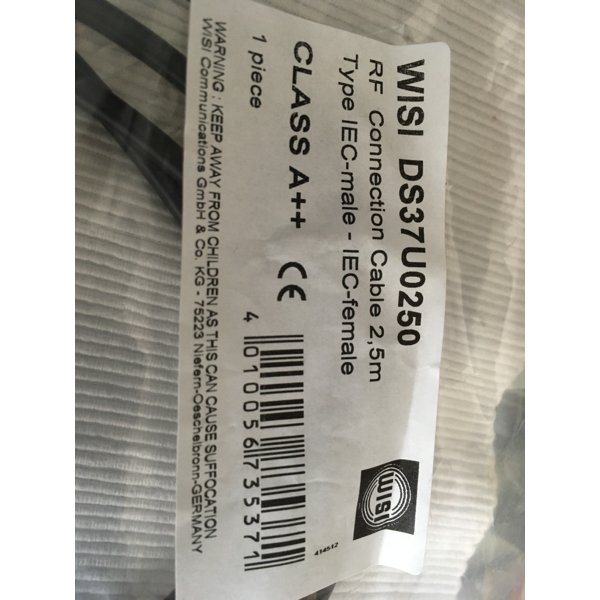 WISI DS37U0250
RF Connection Cable 2,5m
Type IEC-male - IEC-female
CLASS A++ CE
1 piece
4 010056 735371
WISI
414512
WARNING : KEEP AWAY FROM CHILDREN AS THIS CAN CAUSE SUFFOCATION
WISI Communications GmbH & Co. KG - 75223 Niefern-Oeschelbronn-GERMANY